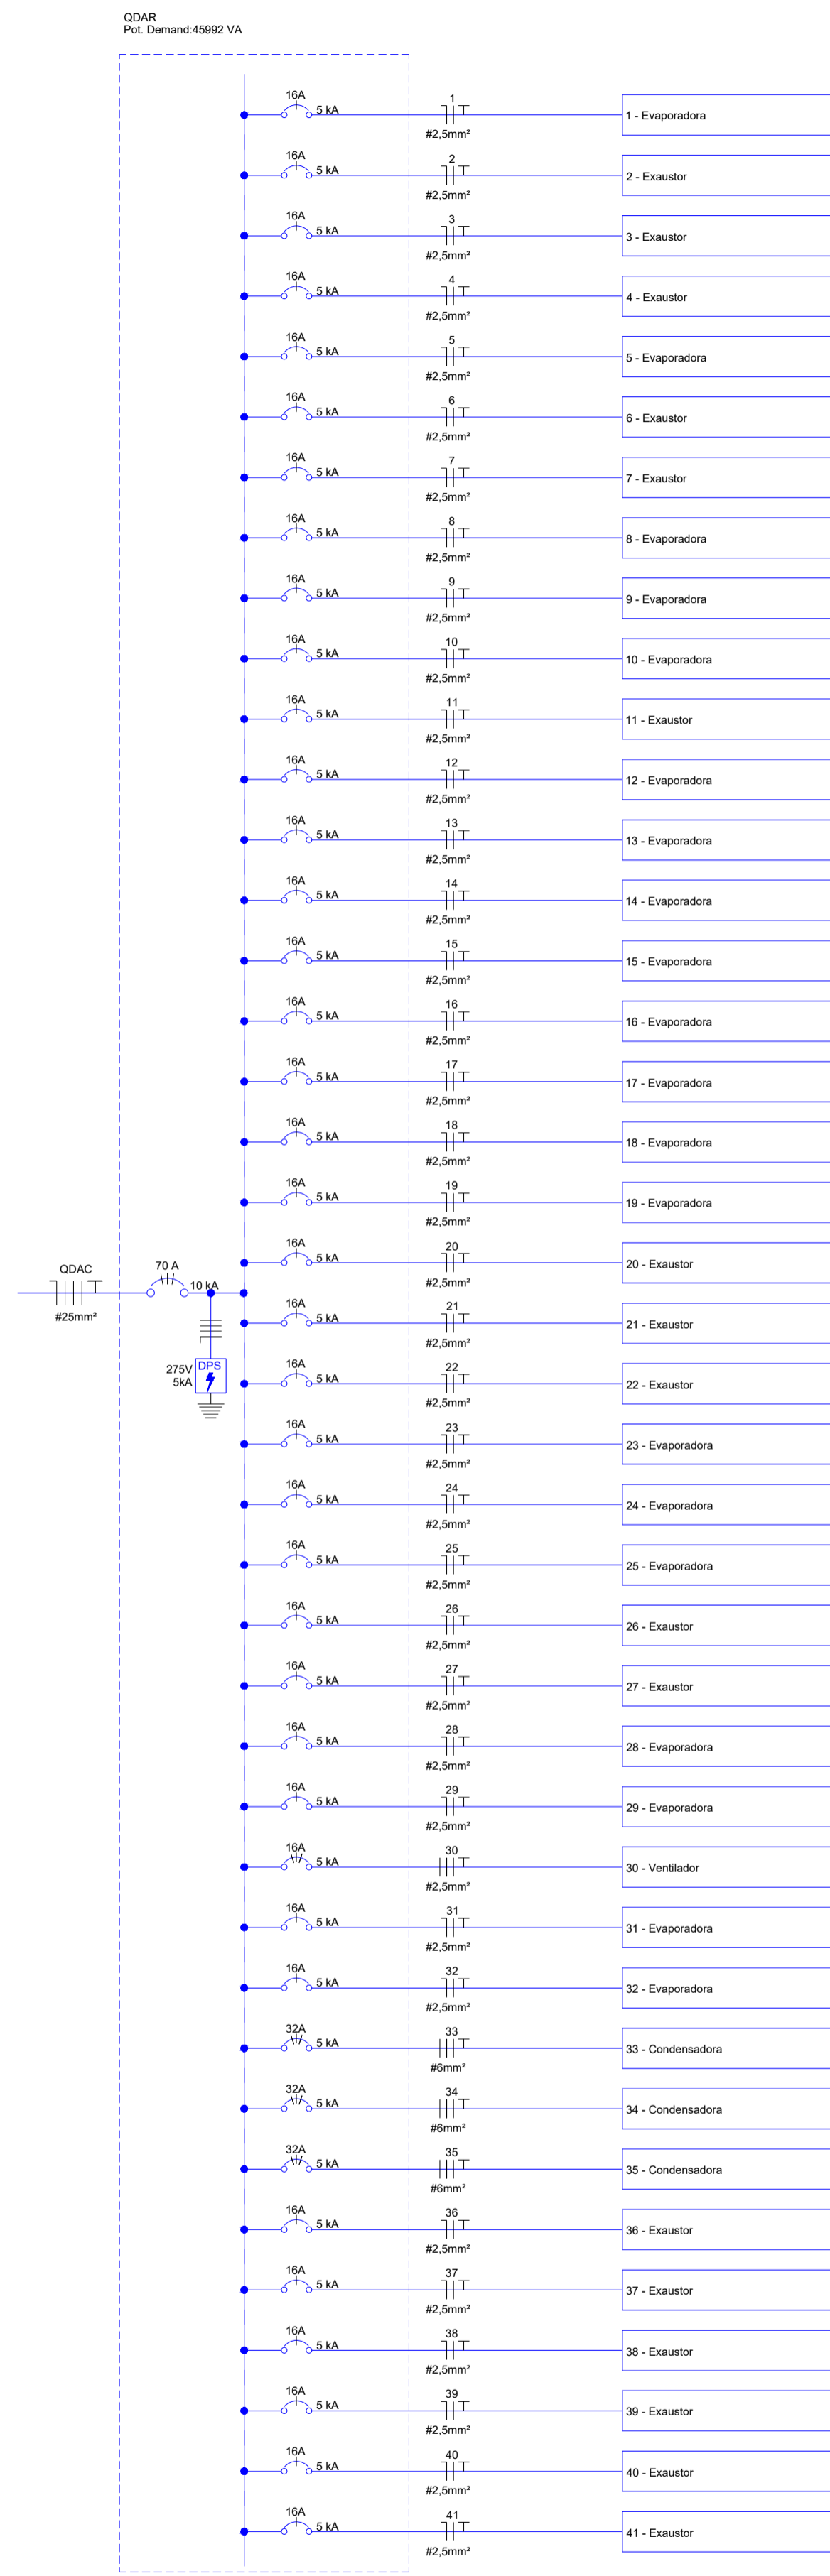 QDAR
Pot. Demand:45992 VA
16A
5 kA
1
#2,5mm²
1 - Evaporadora
16A
5 kA
2
#2,5mm²
2 - Exaustor
16A
5 kA
3
#2,5mm²
3 - Exaustor
16A
5 kA
4
#2,5mm²
4 - Exaustor
16A
5 kA
5
#2,5mm²
5 - Evaporadora
16A
5 kA
6
#2,5mm²
6 - Exaustor
16A
5 kA
7
#2,5mm²
7 - Exaustor
16A
5 kA
8
#2,5mm²
8 - Evaporadora
16A
5 kA
9
#2,5mm²
9 - Evaporadora
16A
5 kA
10
#2,5mm²
10 - Evaporadora
16A
5 kA
11
#2,5mm²
11 - Exaustor
16A
5 kA
12
#2,5mm²
12 - Evaporadora
16A
5 kA
13
#2,5mm²
13 - Evaporadora
16A
5 kA
14
#2,5mm²
14 - Evaporadora
16A
5 kA
15
#2,5mm²
15 - Evaporadora
16A
5 kA
16
#2,5mm²
16 - Evaporadora
16A
5 kA
17
#2,5mm²
17 - Evaporadora
16A
5 kA
18
#2,5mm²
18 - Evaporadora
16A
5 kA
19
#2,5mm²
19 - Evaporadora
16A
5 kA
20
#2,5mm²
20 - Exaustor
QDAC
#25mm²
70 A
10 kA
DPS
275V
5kA
16A
5 kA
21
#2,5mm²
21 - Exaustor
16A
5 kA
22
#2,5mm²
22 - Exaustor
16A
5 kA
23
#2,5mm²
23 - Evaporadora
16A
5 kA
24
#2,5mm²
24 - Evaporadora
16A
5 kA
25
#2,5mm²
25 - Evaporadora
16A
5 kA
26
#2,5mm²
26 - Exaustor
16A
5 kA
27
#2,5mm²
27 - Exaustor
16A
5 kA
28
#2,5mm²
28 - Evaporadora
16A
5 kA
29
#2,5mm²
29 - Evaporadora
16A
5 kA
30
#2,5mm²
30 - Ventilador
16A
5 kA
31
#2,5mm²
31 - Evaporadora
16A
5 kA
32
#2,5mm²
32 - Evaporadora
32A
5 kA
33
#6mm²
33 - Condensadora
32A
5 kA
34
#6mm²
34 - Condensadora
32A
5 kA
35
#6mm²
35 - Condensadora
16A
5 kA
36
#2,5mm²
36 - Exaustor
16A
5 kA
37
#2,5mm²
37 - Exaustor
16A
5 kA
38
#2,5mm²
38 - Exaustor
16A
5 kA
39
#2,5mm²
39 - Exaustor
16A
5 kA
40
#2,5mm²
40 - Exaustor
16A
5 kA
41
#2,5mm²
41 - Exaustor